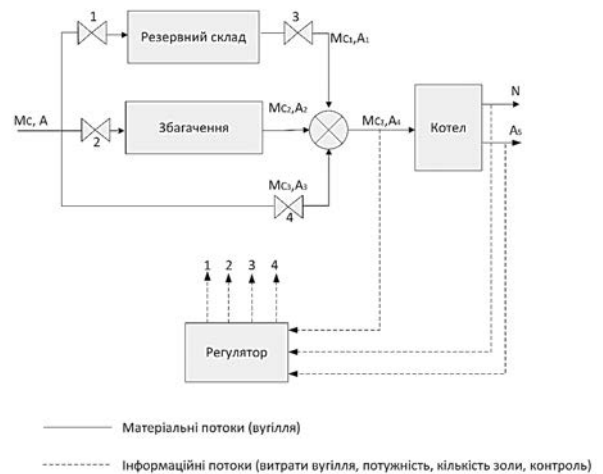 1
3
Резервний склад
Mc₁,A₁
Mc, A
2
Збагачення
Mc₂,A₂
Mc₂,A₄
Котел
N
A₅
Mc₃,A₃
4
1 2 3 4
Регулятор
Матеріальні потоки (вугілля)
Інформаційні потоки (витрати вугілля, потужність, кількість золи, контроль)